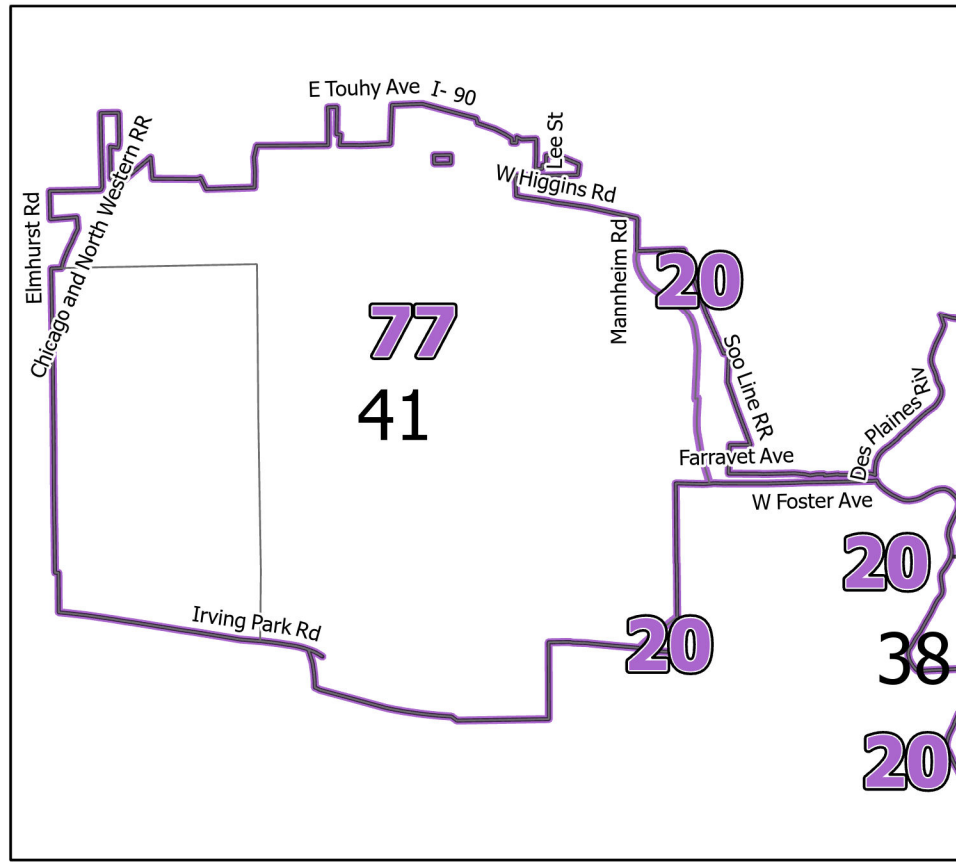 E Touhy Ave
I- 90
Lee St
Chicago and North Western RR
W Higgins Rd
Elmhurst Rd
Mannheim Rd
20
77
Soo Line RR
41
Des Plaines Riv
Farravet Ave
W Foster Ave
20
Irving Park Rd
20
38
20